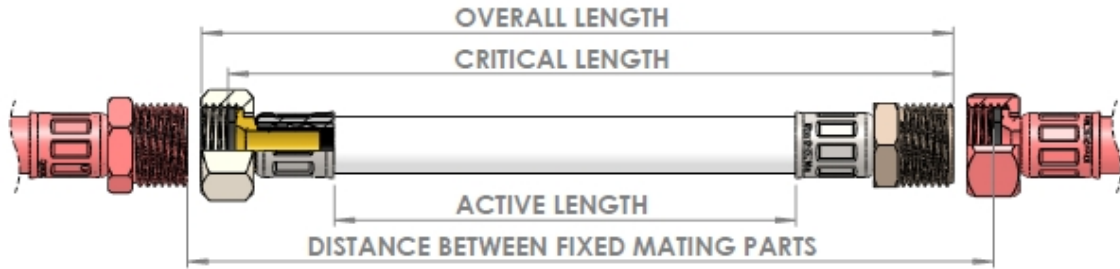 OVERALL LENGTH
CRITICAL LENGTH
ACTIVE LENGTH
DISTANCE BETWEEN FIXED MATING PARTS